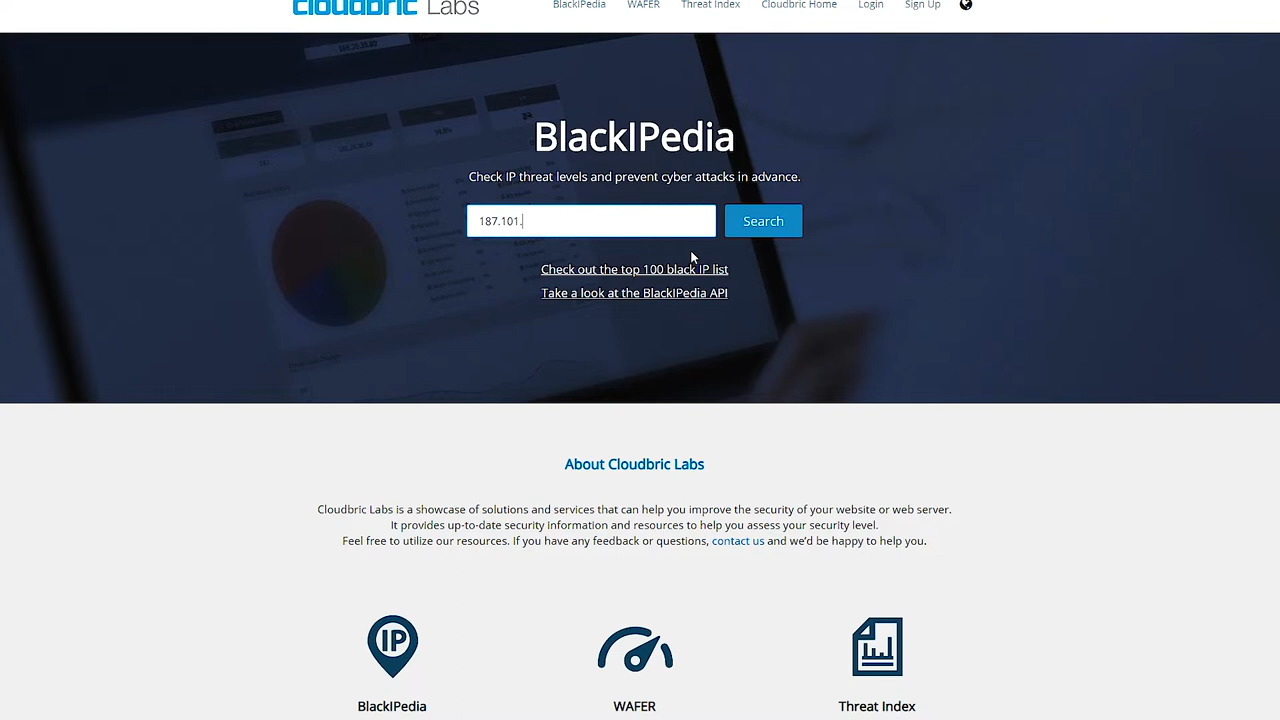 cloudbric Labs
BlackIPedia WAFER Threat Index Cloudbric Home Login Sign Up
BlackIPedia
Check IP threat levels and prevent cyber attacks in advance.
187.101.
Search
Check out the top 100 black IP list
Take a look at the BlackIPedia API
About Cloudbric Labs
Cloudbric Labs is a showcase of solutions and services that can help you improve the security of your website or web server.
It provides up-to-date security information and resources to help you assess your security level.
Feel free to utilize our resources. If you have any feedback or questions, contact us and we'd be happy to help you.
IP
BlackIPedia WAFER Threat Index